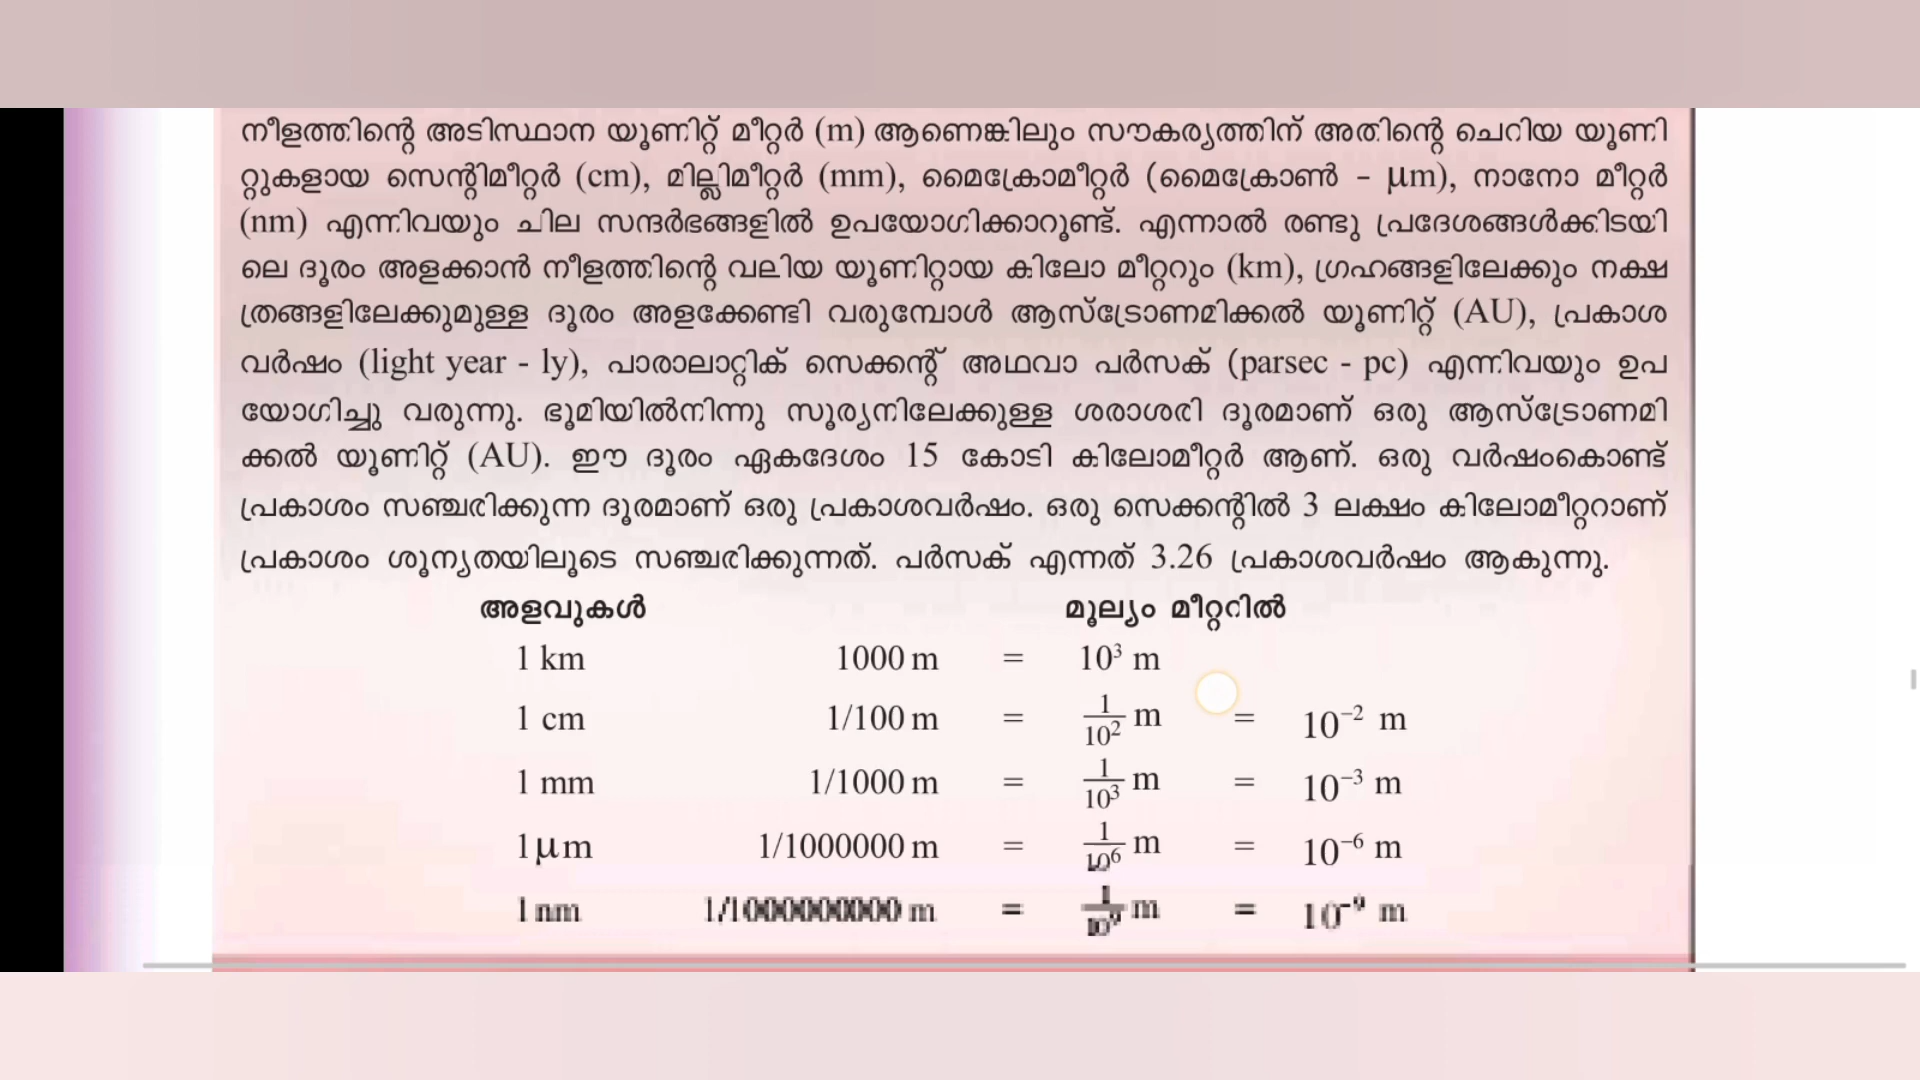 നീളത്തിന്റെ അടിസ്ഥാന യൂണിറ്റ് മീറ്റർ (m) ആണെങ്കിലും സൗകര്യത്തിന് അതിന്റെ ചെറിയ യൂണി
റ്റുകളായ സെന്റിമീറ്റർ (cm), മില്ലിമീറ്റർ (mm), മൈക്രോമീറ്റർ (മൈക്രോൺ - μm), നാനോ മീറ്റർ
(nm) എന്നിവയും ചില സന്ദർഭങ്ങളിൽ ഉപയോഗിക്കാറുണ്ട്. എന്നാൽ രണ്ടു പ്രദേശങ്ങൾക്കിടയി
ലെ ദൂരം അളക്കാൻ നീളത്തിന്റെ വലിയ യൂണിറ്റായ കിലോ മീറ്ററും (km), ഗ്രഹങ്ങളിലേക്കും നക്ഷ
ത്രങ്ങളിലേക്കുമുള്ള ദൂരം അളക്കേണ്ടി വരുമ്പോൾ ആസ്ട്രോണമിക്കൽ യൂണിറ്റ് (AU), പ്രകാശ
വർഷം (light year - ly), പാരാലാറ്റിക് സെക്കന്റ് അഥവാ പർസക് (parsec - pc) എന്നിവയും ഉപ
യോഗിച്ചു വരുന്നു. ഭൂമിയിൽനിന്നു സൂര്യനിലേക്കുള്ള ശരാശരി ദൂരമാണ് ഒരു ആസ്ട്രോണമി
ക്കൽ യൂണിറ്റ് (AU). ഈ ദൂരം ഏകദേശം 15 കോടി കിലോമീറ്റർ ആണ്. ഒരു വർഷംകൊണ്ട്
പ്രകാശം സഞ്ചരിക്കുന്ന ദൂരമാണ് ഒരു പ്രകാശവർഷം. ഒരു സെക്കന്റിൽ 3 ലക്ഷം കിലോമീറ്ററാണ്
പ്രകാശം ശൂന്യതയിലൂടെ സഞ്ചരിക്കുന്നത്. പർസക് എന്നത് 3.26 പ്രകാശവർഷം ആകുന്നു.
അളവുകൾ മൂല്യം മീറ്ററിൽ
1 km 1000 m = 10³ m
1 cm 1/100 m = 1/10² m = 10⁻² m
1 mm 1/1000 m = 1/10³ m = 10⁻³ m
1 μm 1/1000000 m = 1/10⁶ m = 10⁻⁶ m
1 nm 1/1000000000 m = 1/10⁹ m = 10⁻⁹ m